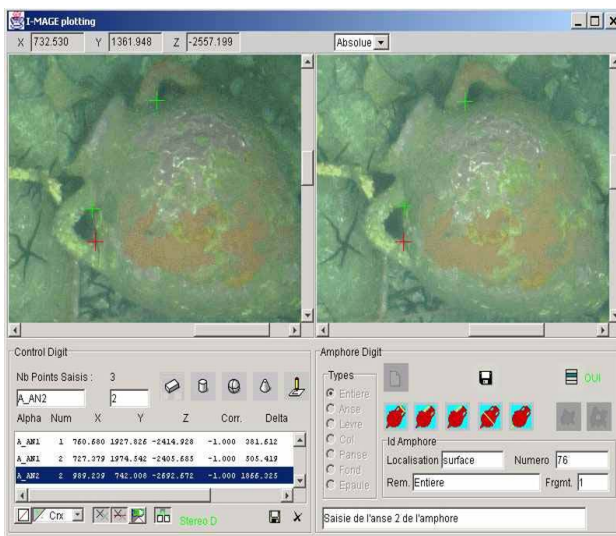 I-MAGE plotting
X 732.530 Y 1361.948 Z -2557.199 Absolue
Control Digit
Nb Points Saisis : 3
A_AN2 2
Alpha Num X Y Z Corr. Delta
A_AN1 1 760.680 1927.826 -2414.928 -1.000 381.512
A_AN1 2 727.379 1974.542 -2405.685 -1.000 505.419
A_AN2 2 989.239 742.008 -2692.672 -1.000 1866.325
Crx Stereo D
Amphore Digit
Types
Entiere
Anse
Levre
Col
Panse
Fond
Epaule
OUI
Id Amphore
Localisation surface Numero 76
Rem. Entiere Frgmt. 1
Saisie de l'anse 2 de l'amphore